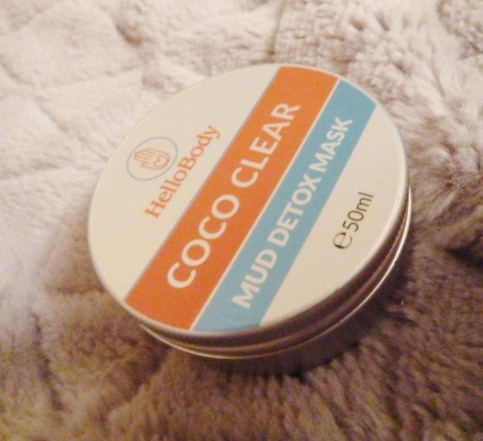 HelloBody
COCO CLEAR
MUD DETOX MASK
℮50ml